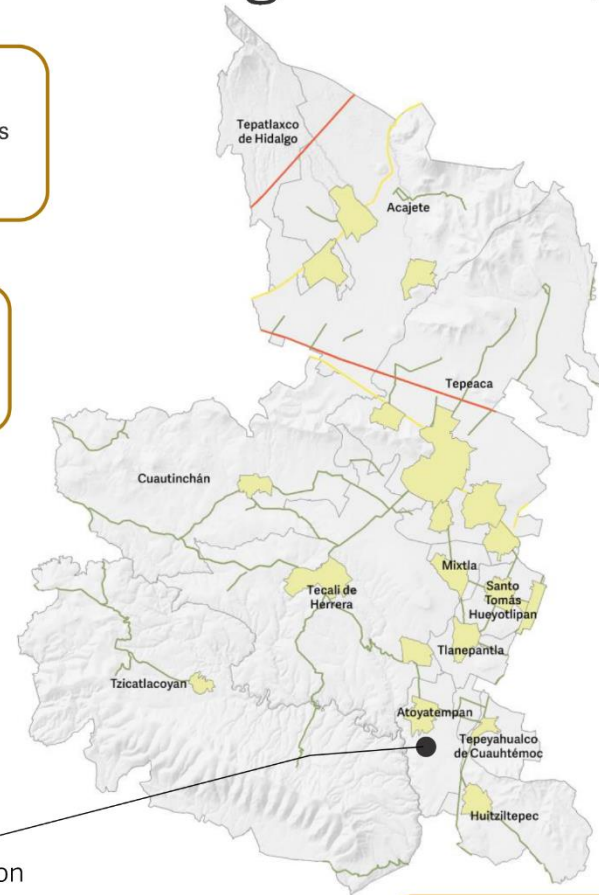 g
s
Tepatlaxco
de Hidalgo
Acajete
Tepeaca
Cuautinchán
Mixtla
Santo
Tomás
Hueyotlipan
Tecali de
Herrera
Tlanepantla
Tzicatlacoyan
Atoyatempan
Tepeyahualco
de Cuauhtémoc
Huitziltepec
on